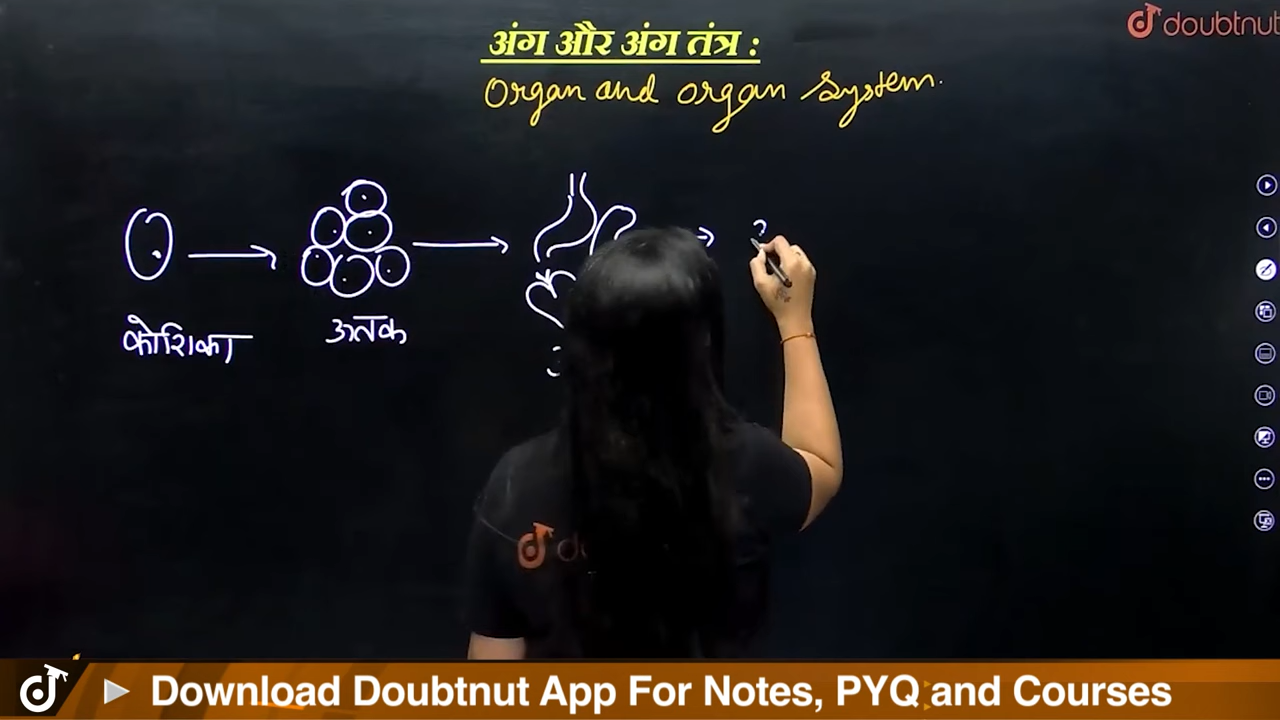 doubtnut
अंग और अंग तंत्र :
Organ and organ system.
?
कोशिका
ऊतक
Download Doubtnut App For Notes, PYQ and Courses